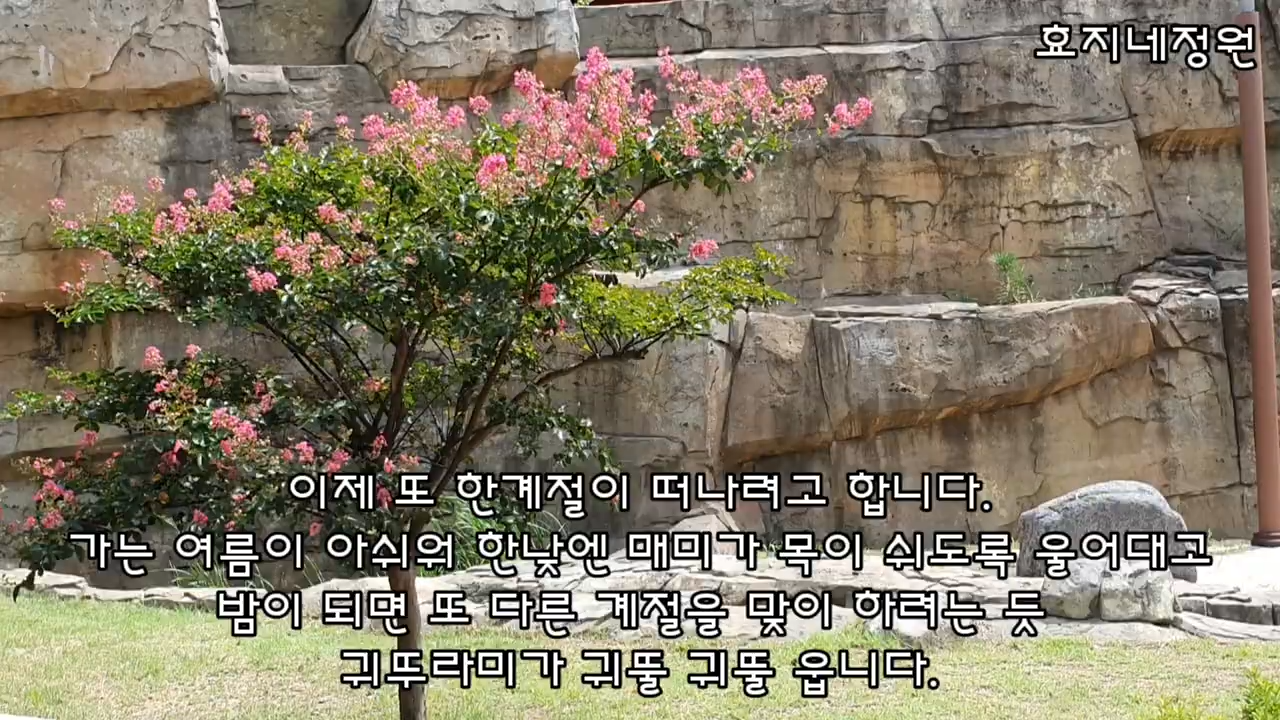 효지네정원
이제 또 한계절이 떠나려고 합니다.
가는 여름이 아쉬워 한낮엔 매미가 목이 쉬도록 울어대고
밤이 되면 또 다른 계절을 맞이 하려는 듯
귀뚜라미가 귀뚤 귀뚤 웁니다.